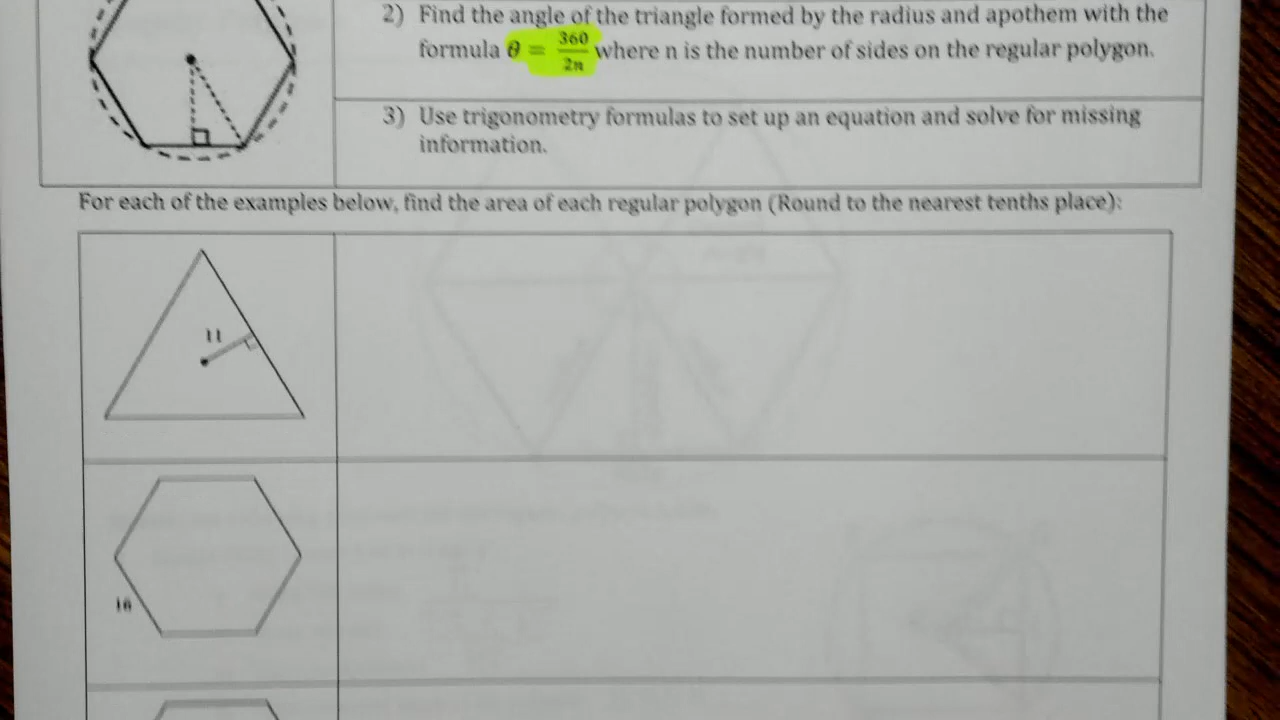 2) Find the angle of the triangle formed by the radius and apothem with the
formula θ = 360/2n where n is the number of sides on the regular polygon.
3) Use trigonometry formulas to set up an equation and solve for missing
information.
For each of the examples below, find the area of each regular polygon (Round to the nearest tenths place):
11
16